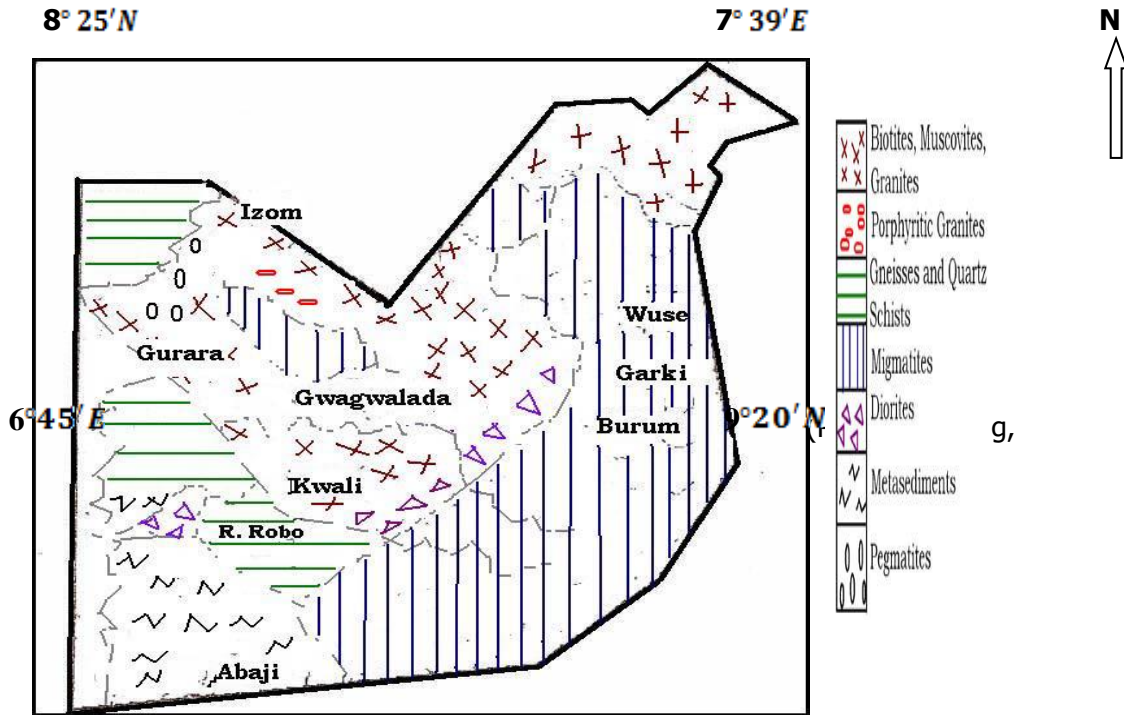 8° 25′N
7° 39′E
N
Izom
Gurara
Gwagwalada
Kwali
R. Robo
Abaji
Wuse
Garki
Burum
6°45′E
0°20′N
g,
Biotites, Muscovites,
Granites
Porphyritic Granites
Gneisses and Quartz
Schists
Migmatites
Diorites
Metasediments
Pegmatites